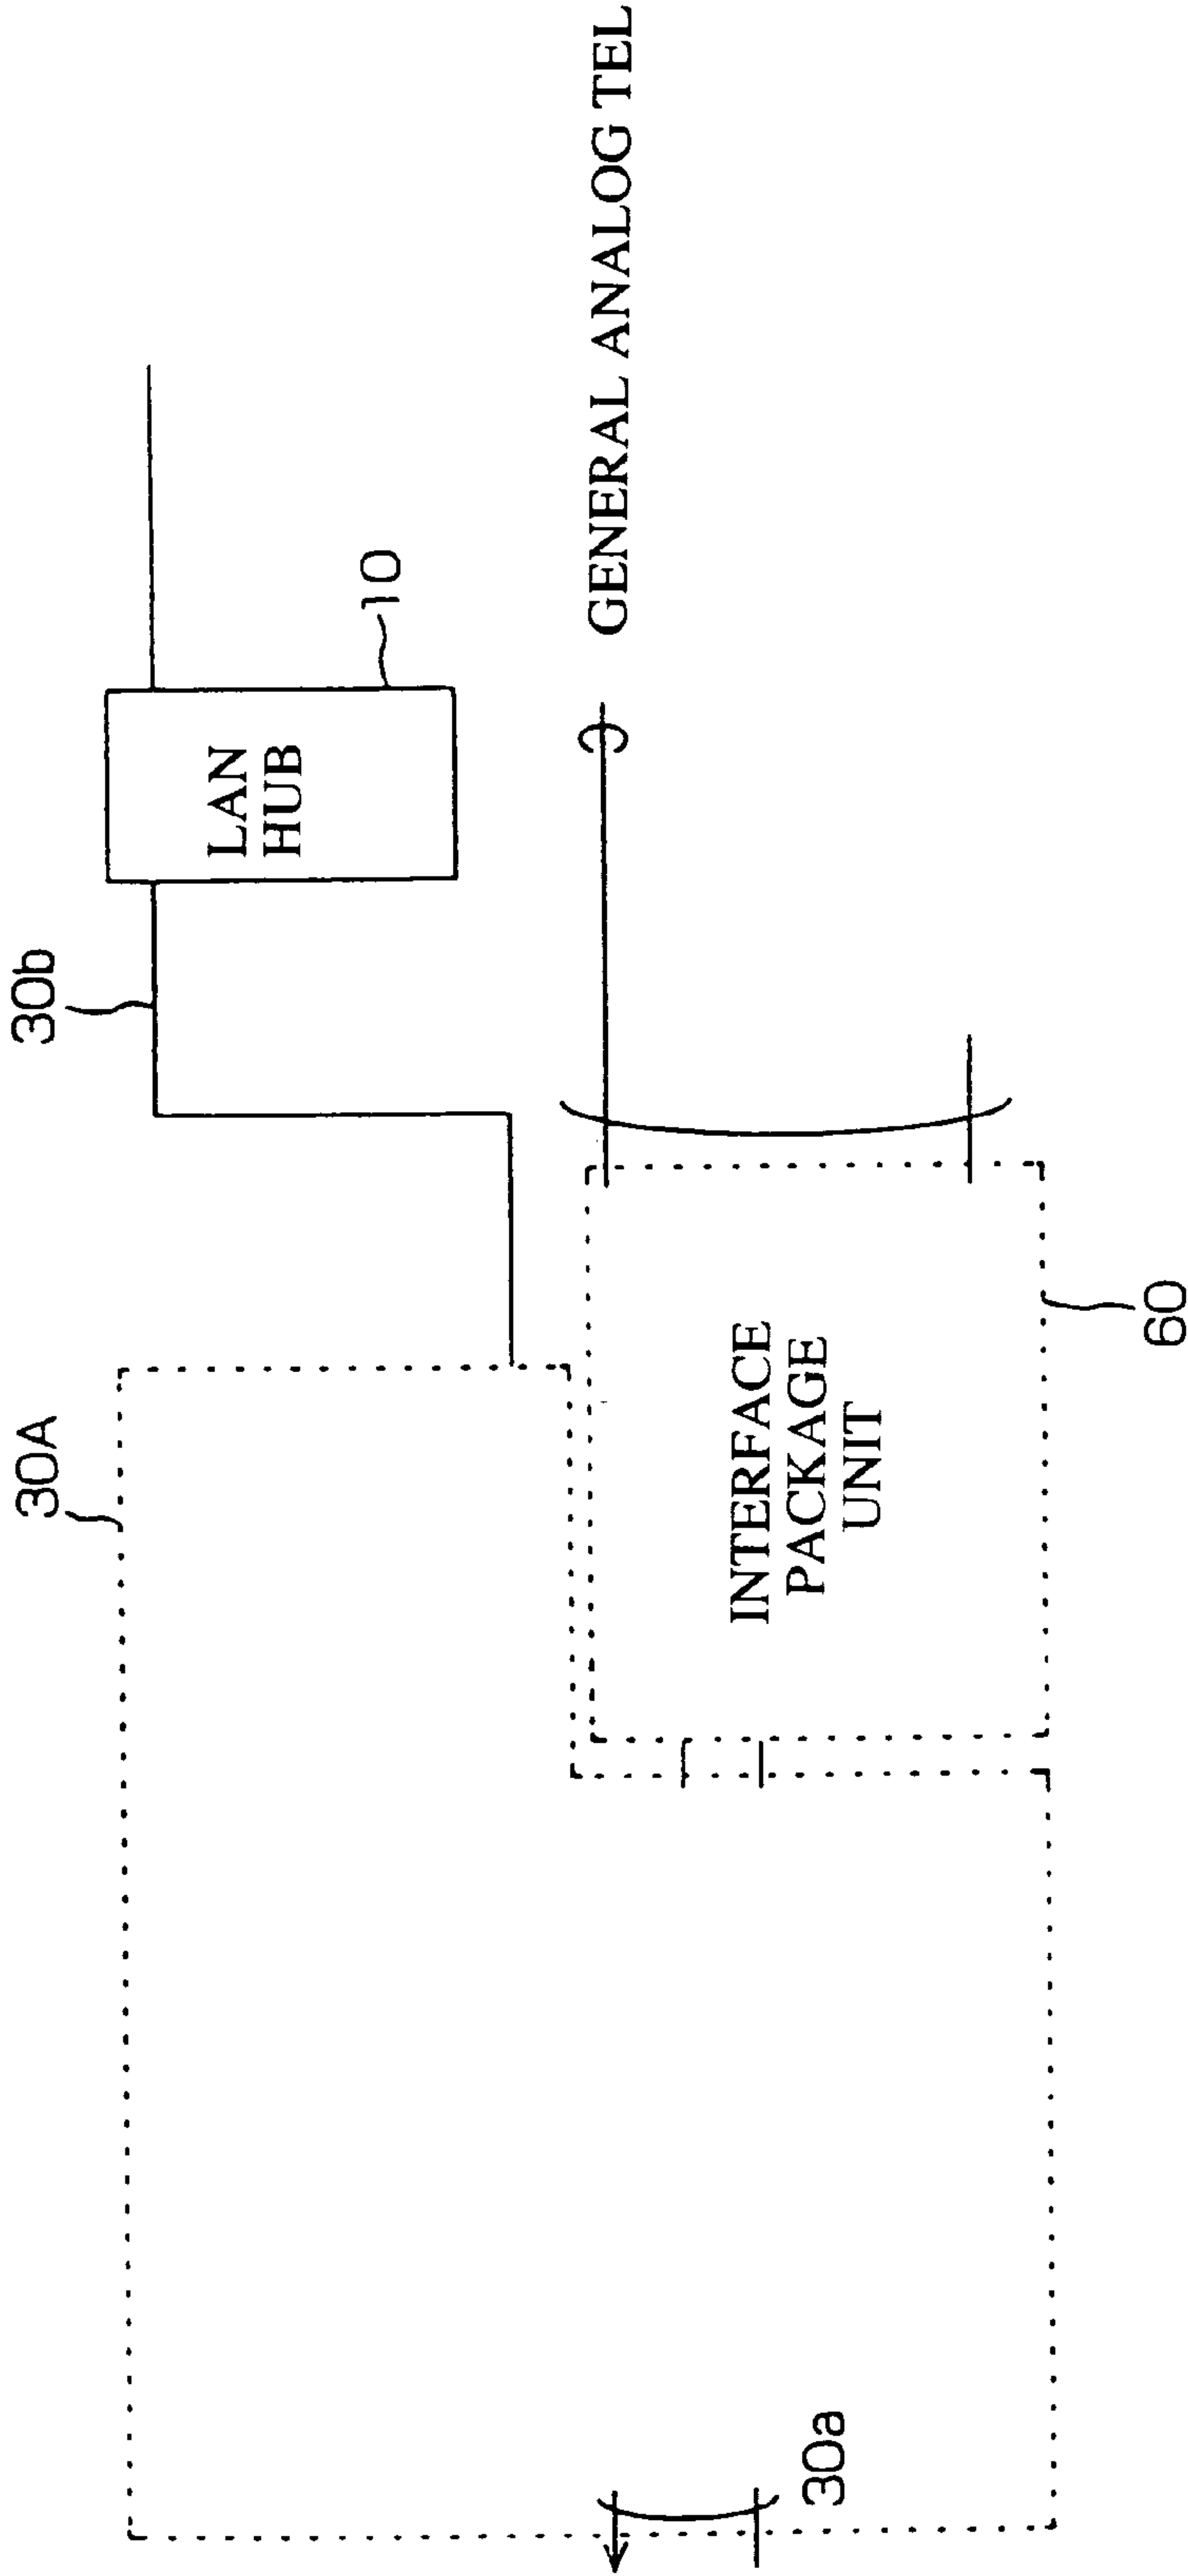 30A
30b
LAN
HUB
10
GENERAL ANALOG TEL
INTERFACE
PACKAGE
UNIT
60
30a